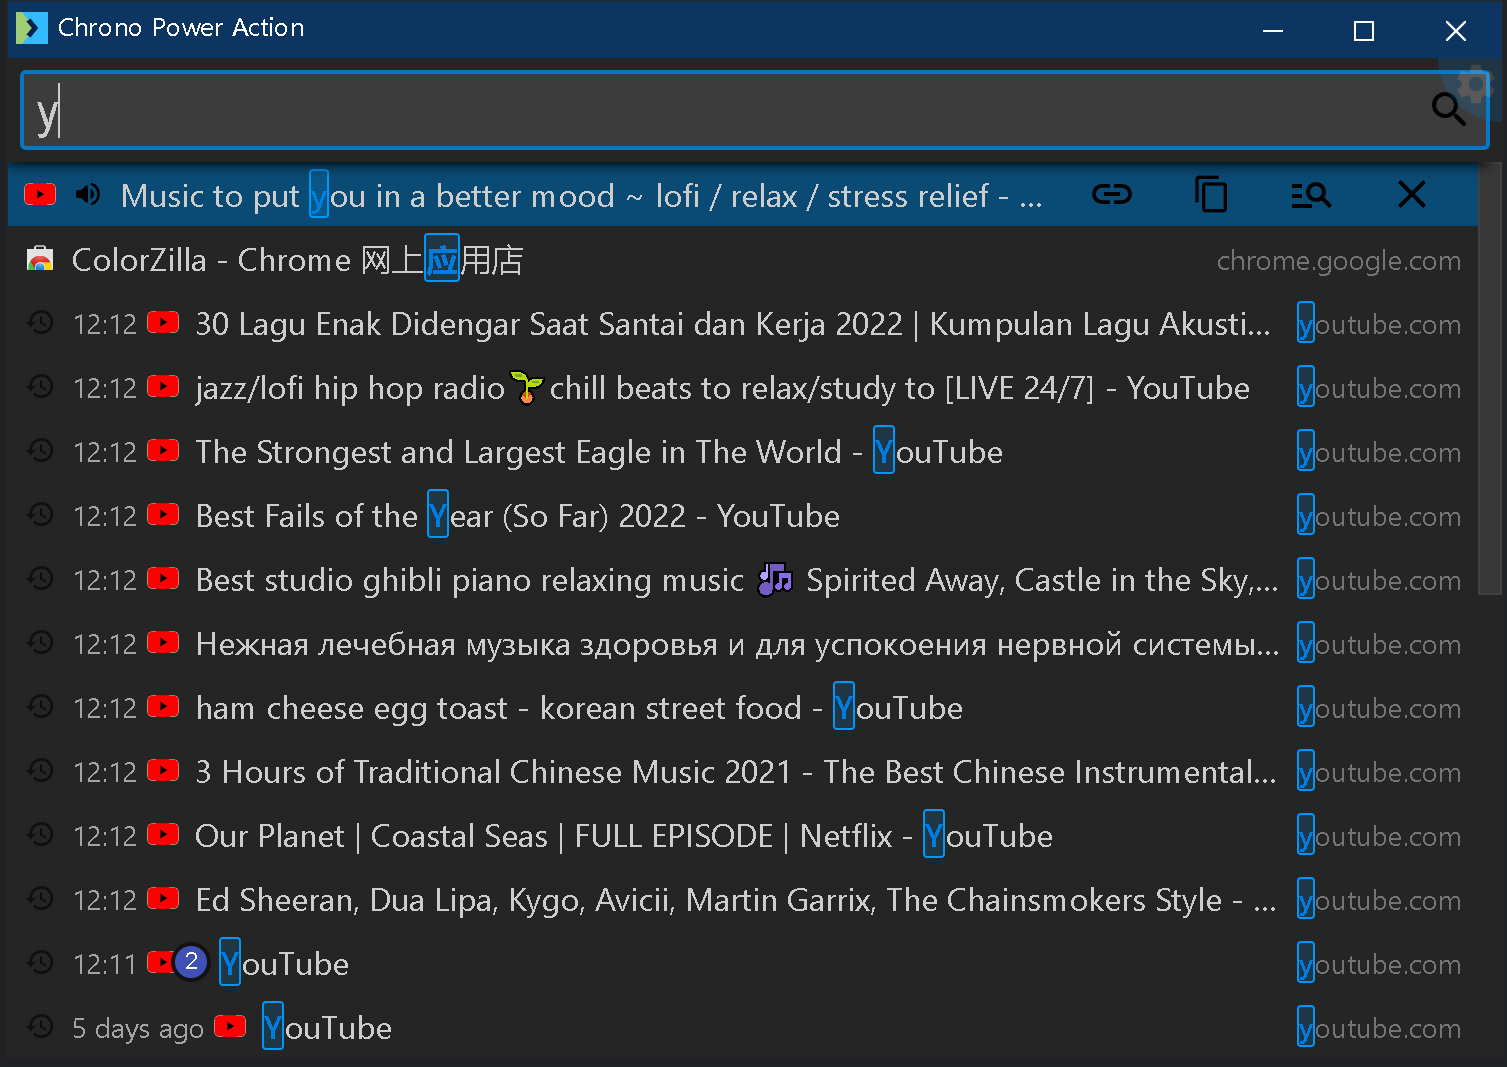 Chrono Power Action
y
Music to put you in a better mood ~ lofi / relax / stress relief - ...
ColorZilla - Chrome 网上应用店 chrome.google.com
12:12 30 Lagu Enak Didengar Saat Santai dan Kerja 2022 | Kumpulan Lagu Akusti... youtube.com
12:12 jazz/lofi hip hop radio🌱chill beats to relax/study to [LIVE 24/7] - YouTube youtube.com
12:12 The Strongest and Largest Eagle in The World - YouTube youtube.com
12:12 Best Fails of the Year (So Far) 2022 - YouTube youtube.com
12:12 Best studio ghibli piano relaxing music 🎶 Spirited Away, Castle in the Sky,... youtube.com
12:12 Нежная лечебная музыка здоровья и для успокоения нервной системы... youtube.com
12:12 ham cheese egg toast - korean street food - YouTube youtube.com
12:12 3 Hours of Traditional Chinese Music 2021 - The Best Chinese Instrumental... youtube.com
12:12 Our Planet | Coastal Seas | FULL EPISODE | Netflix - YouTube youtube.com
12:12 Ed Sheeran, Dua Lipa, Kygo, Avicii, Martin Garrix, The Chainsmokers Style - ... youtube.com
12:11 2 YouTube youtube.com
5 days ago YouTube youtube.com